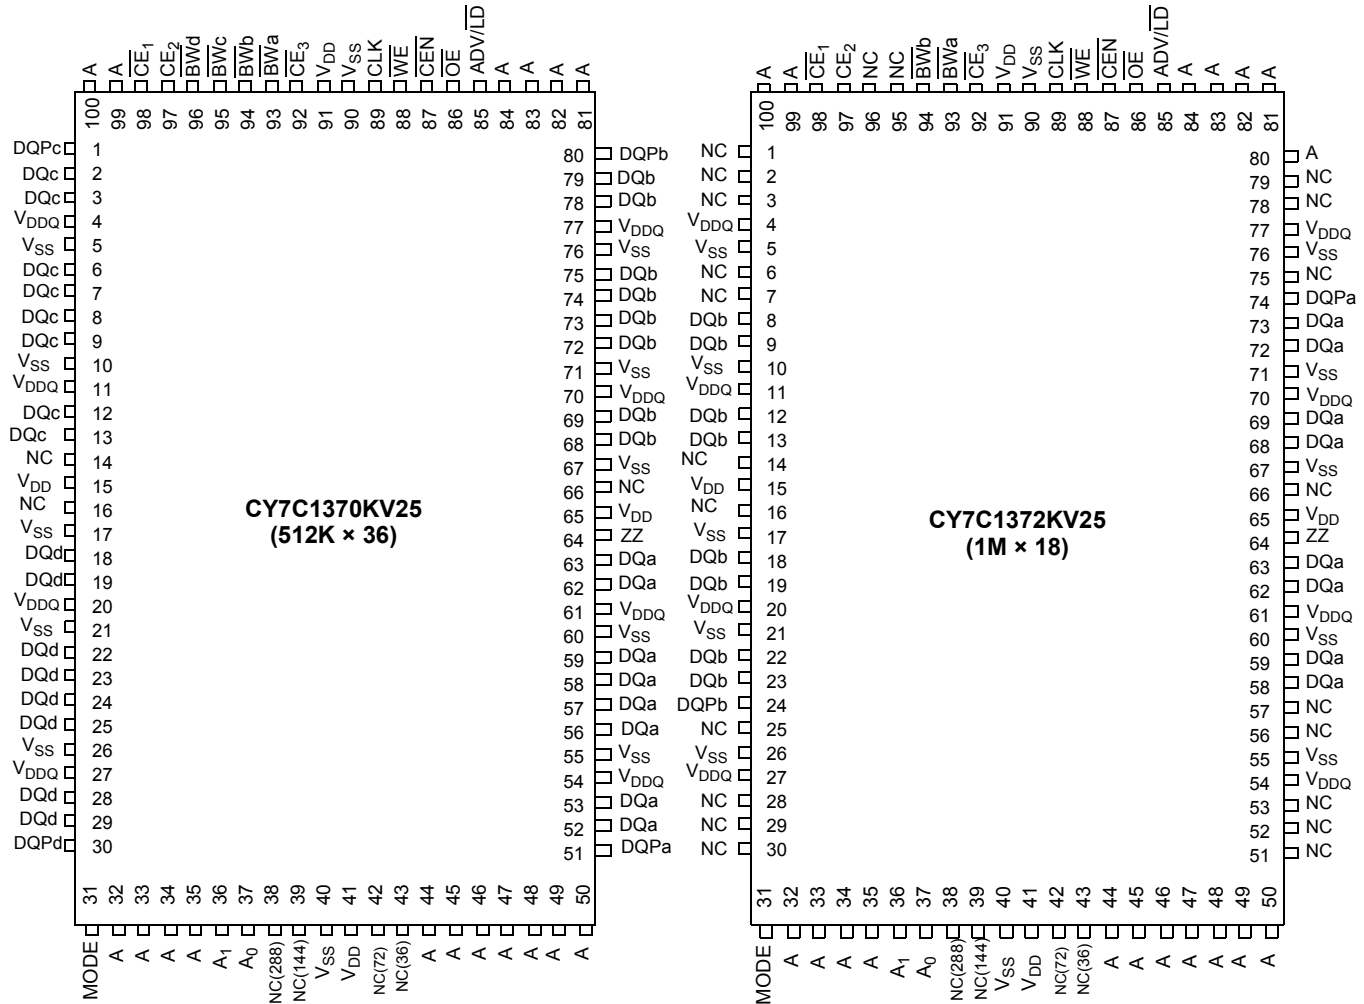 A A CE1 CE2 BWd BWc BWb BWa CE3 VDD VSS CLK WE CEN OE ADV/LD A A A A
100 99 98 97 96 95 94 93 92 91 90 89 88 87 86 85 84 83 82 81
DQPc 1
DQc 2
DQc 3
VDDQ 4
VSS 5
DQc 6
DQc 7
DQc 8
DQc 9
VSS 10
VDDQ 11
DQc 12
DQc 13
NC 14
VDD 15
NC 16
VSS 17
DQd 18
DQd 19
VDDQ 20
VSS 21
DQd 22
DQd 23
DQd 24
DQd 25
VSS 26
VDDQ 27
DQd 28
DQd 29
DQPd 30
CY7C1370KV25
(512K × 36)
80 DQPb
79 DQb
78 DQb
77 VDDQ
76 VSS
75 DQb
74 DQb
73 DQb
72 DQb
71 VSS
70 VDDQ
69 DQb
68 DQb
67 VSS
66 NC
65 VDD
64 ZZ
63 DQa
62 DQa
61 VDDQ
60 VSS
59 DQa
58 DQa
57 DQa
56 DQa
55 VSS
54 VDDQ
53 DQa
52 DQa
51 DQPa
31 32 33 34 35 36 37 38 39 40 41 42 43 44 45 46 47 48 49 50
MODE A A A A A1 A0 NC(288) NC(144) VSS VDD NC(72) NC(36) A A A A A A A
A A CE1 CE2 NC NC BWb BWa CE3 VDD VSS CLK WE CEN OE ADV/LD A A A A
100 99 98 97 96 95 94 93 92 91 90 89 88 87 86 85 84 83 82 81
NC 1
NC 2
NC 3
VDDQ 4
VSS 5
NC 6
NC 7
DQb 8
DQb 9
VSS 10
VDDQ 11
DQb 12
DQb 13
NC 14
VDD 15
NC 16
VSS 17
DQb 18
DQb 19
VDDQ 20
VSS 21
DQb 22
DQb 23
DQPb 24
NC 25
VSS 26
VDDQ 27
NC 28
NC 29
NC 30
CY7C1372KV25
(1M × 18)
80 A
79 NC
78 NC
77 VDDQ
76 VSS
75 NC
74 DQPa
73 DQa
72 DQa
71 VSS
70 VDDQ
69 DQa
68 DQa
67 VSS
66 NC
65 VDD
64 ZZ
63 DQa
62 DQa
61 VDDQ
60 VSS
59 DQa
58 DQa
57 NC
56 NC
55 VSS
54 VDDQ
53 NC
52 NC
51 NC
31 32 33 34 35 36 37 38 39 40 41 42 43 44 45 46 47 48 49 50
MODE A A A A A1 A0 NC(288) NC(144) VSS VDD NC(72) NC(36) A A A A A A A